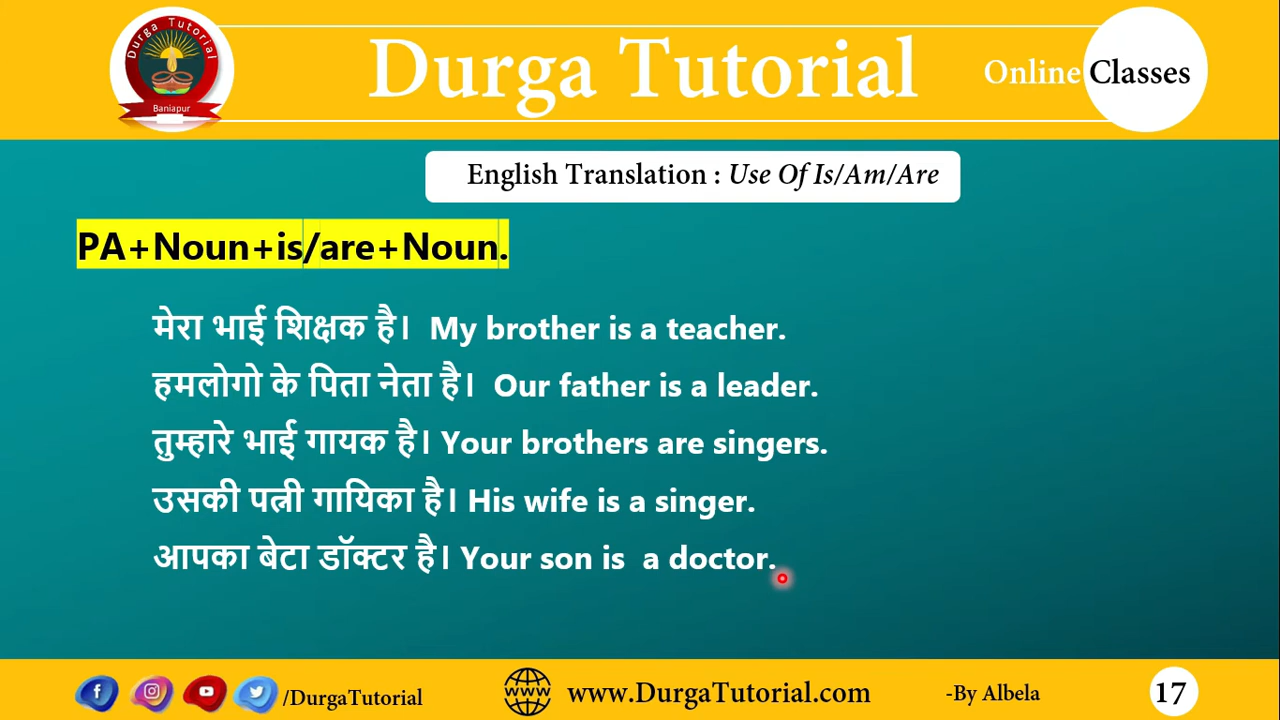 Durga Tutorial
Baniapur
Durga Tutorial
Online Classes
English Translation : Use Of Is/Am/Are
PA+Noun+is/are+Noun.
मेरा भाई शिक्षक है। My brother is a teacher.
हमलोगो के पिता नेता है। Our father is a leader.
तुम्हारे भाई गायक है। Your brothers are singers.
उसकी पत्नी गायिका है। His wife is a singer.
आपका बेटा डॉक्टर है। Your son is a doctor.
/DurgaTutorial
www
www.DurgaTutorial.com
-By Albela
17